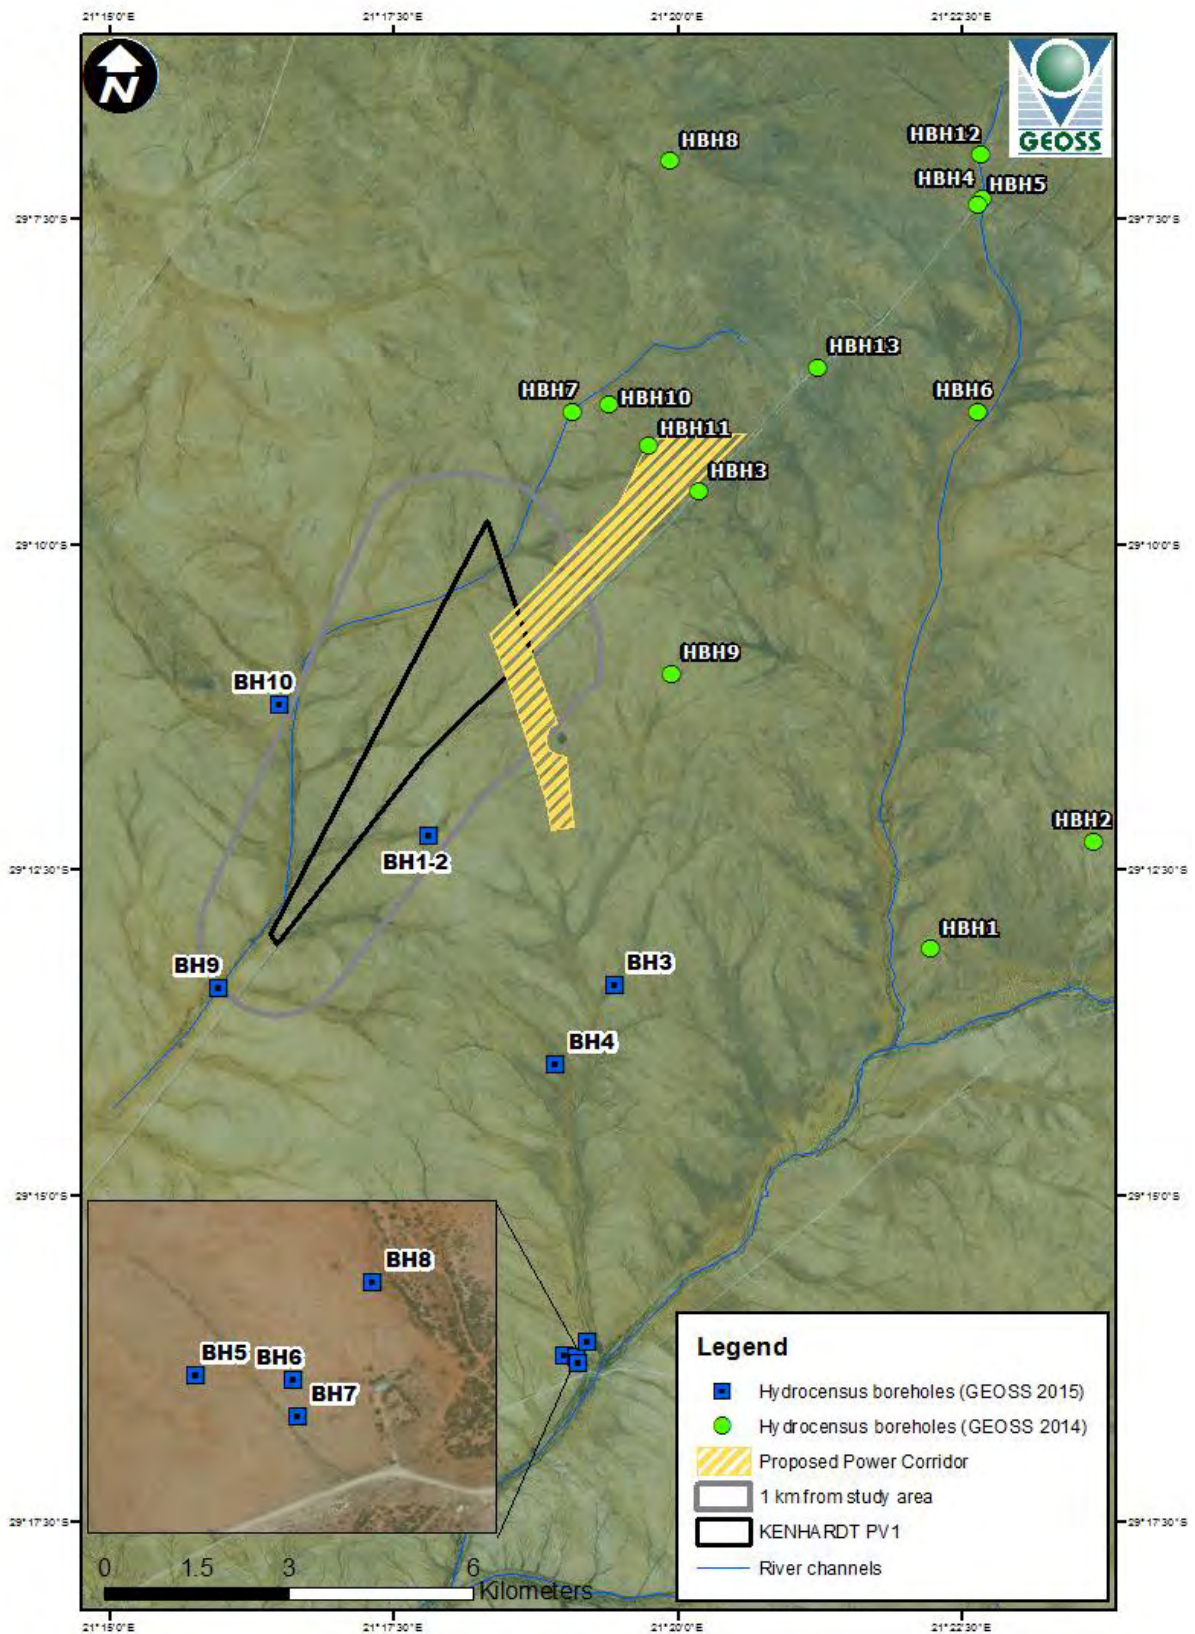 21°15'0"E
21°17'30"E
21°20'0"E
21°22'30"E
N
GEOSS
HBH8
HBH12
HBH4
HBH5
29°7'30"S
29°7'30"S
HBH13
HBH7
HBH10
HBH6
HBH11
HBH3
29°10'0"S
29°10'0"S
HBH9
BH10
HBH2
BH1-2
29°12'30"S
29°12'30"S
HBH1
BH9
BH3
BH4
29°15'0"S
29°15'0"S
BH8
BH5
BH6
BH7
Legend
Hydrocensus boreholes (GEOSS 2015)
Hydrocensus boreholes (GEOSS 2014)
Proposed Power Corridor
1 km from study area
KENHARDT PV1
River channels
29°17'30"S
29°17'30"S
0 1.5 3 6
Kilometers
21°15'0"E
21°17'30"E
21°20'0"E
21°22'30"E